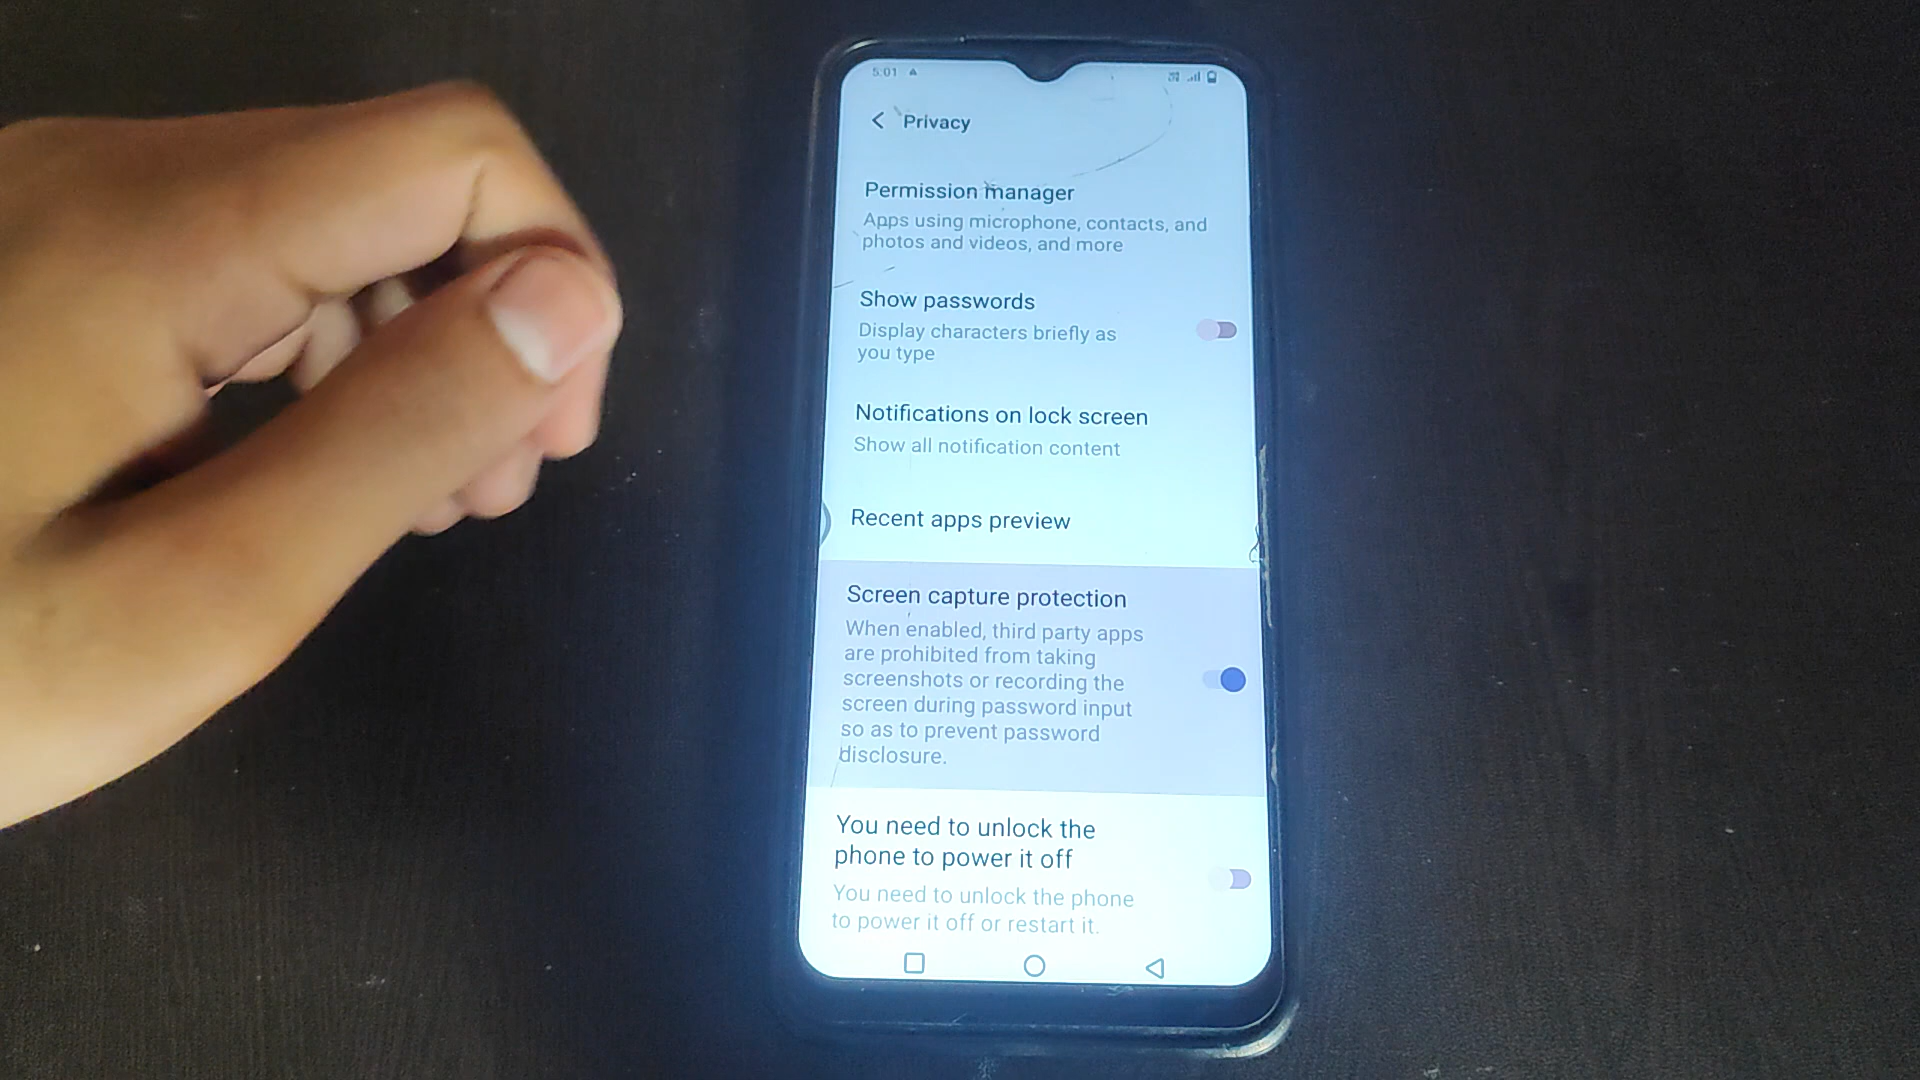 5:01
Privacy
Permission manager
Apps using microphone, contacts, and
photos and videos, and more
Show passwords
Display characters briefly as
you type
Notifications on lock screen
Show all notification content
Recent apps preview
Screen capture protection
When enabled, third party apps
are prohibited from taking
screenshots or recording the
screen during password input
so as to prevent password
disclosure.
You need to unlock the
phone to power it off
You need to unlock the phone
to power it off or restart it.